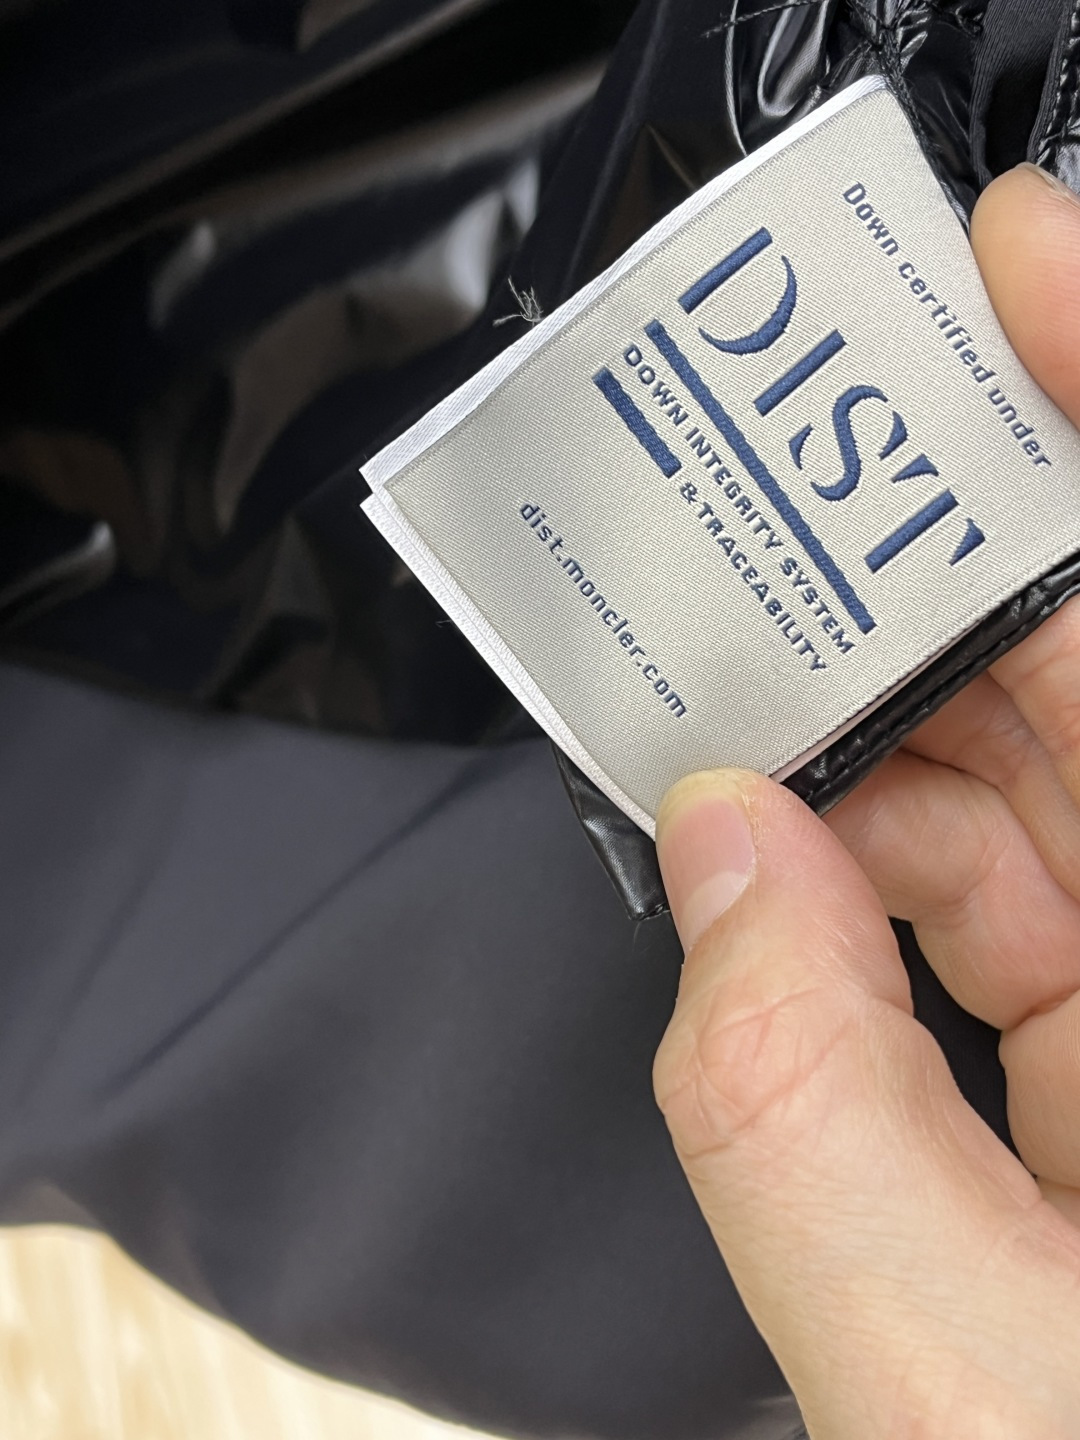 Down certified under
DIST
DOWN INTEGRITY SYSTEM
& TRACEABILITY
dist.moncler.com